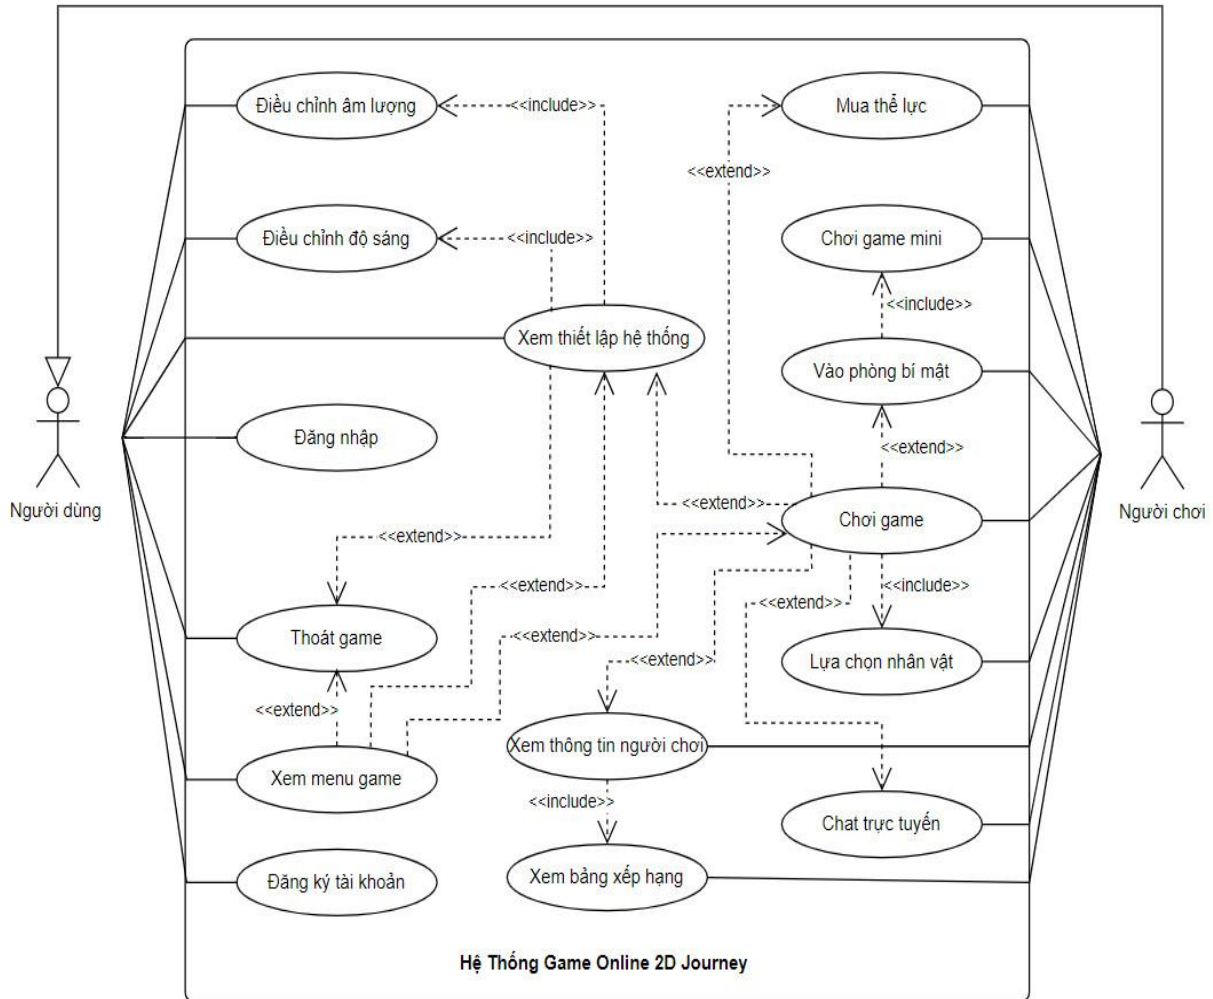 Điều chỉnh âm lượng
<<include>>
Mua thể lực
<<extend>>
Điều chỉnh độ sáng
<<include>>
Chơi game mini
<<include>>
Xem thiết lập hệ thống
Vào phòng bí mật
Đăng nhập
<<extend>>
Người dùng
<<extend>>
Chơi game
Người chơi
<<extend>>
<<extend>>
<<include>>
<<extend>>
Thoát game
<<extend>>
<<extend>>
Lựa chọn nhân vật
<<extend>>
Xem thông tin người chơi
Xem menu game
<<include>>
Chat trực tuyến
Đăng ký tài khoản
Xem bảng xếp hạng
Hệ Thống Game Online 2D Journey